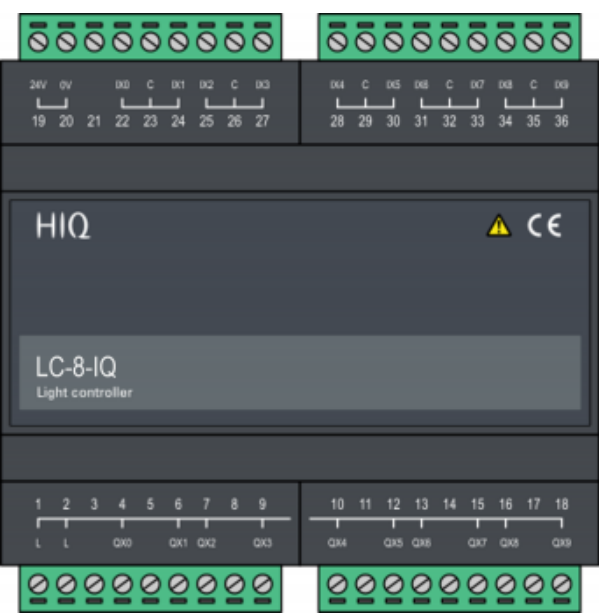 24V 0V IX0 C IX1 IX2 C IX3 IX4 C IX5 IX6 C IX7 IX8 C IX9
19 20 21 22 23 24 25 26 27 28 29 30 31 32 33 34 35 36
HIQ CE
LC-8-IQ
Light controller
1 2 3 4 5 6 7 8 9 10 11 12 13 14 15 16 17 18
L L QX0 QX1 QX2 QX3 QX4 QX5 QX6 QX7 QX8 QX9